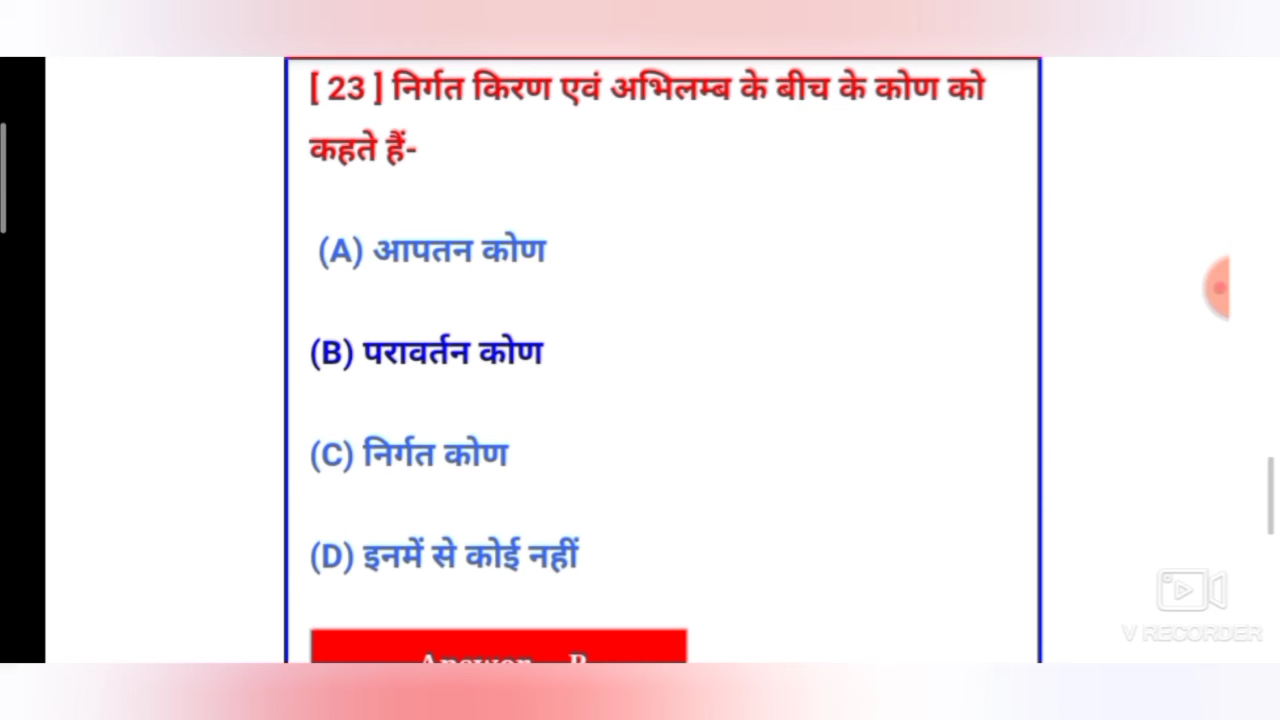 [ 23 ] निर्गत किरण एवं अभिलम्ब के बीच के कोण को
कहते हैं-
(A) आपतन कोण
(B) परावर्तन कोण
(C) निर्गत कोण
(D) इनमें से कोई नहीं
V RECORDER